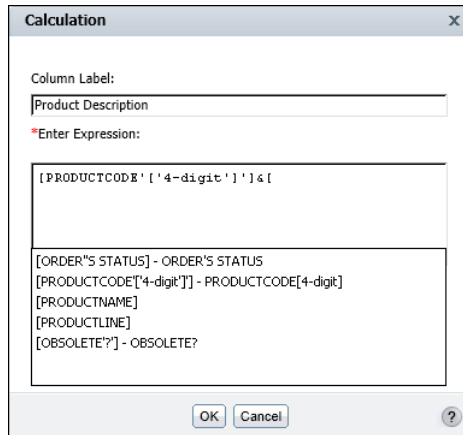 Calculation X
Column Label:
Product Description
*Enter Expression:
[PRODUCTCODE'['4-digit']']&[
[ORDER''S STATUS] - ORDER'S STATUS
[PRODUCTCODE'['4-digit']'] - PRODUCTCODE[4-digit]
[PRODUCTNAME]
[PRODUCTLINE]
[OBSOLETE'?'] - OBSOLETE?
OK Cancel ?